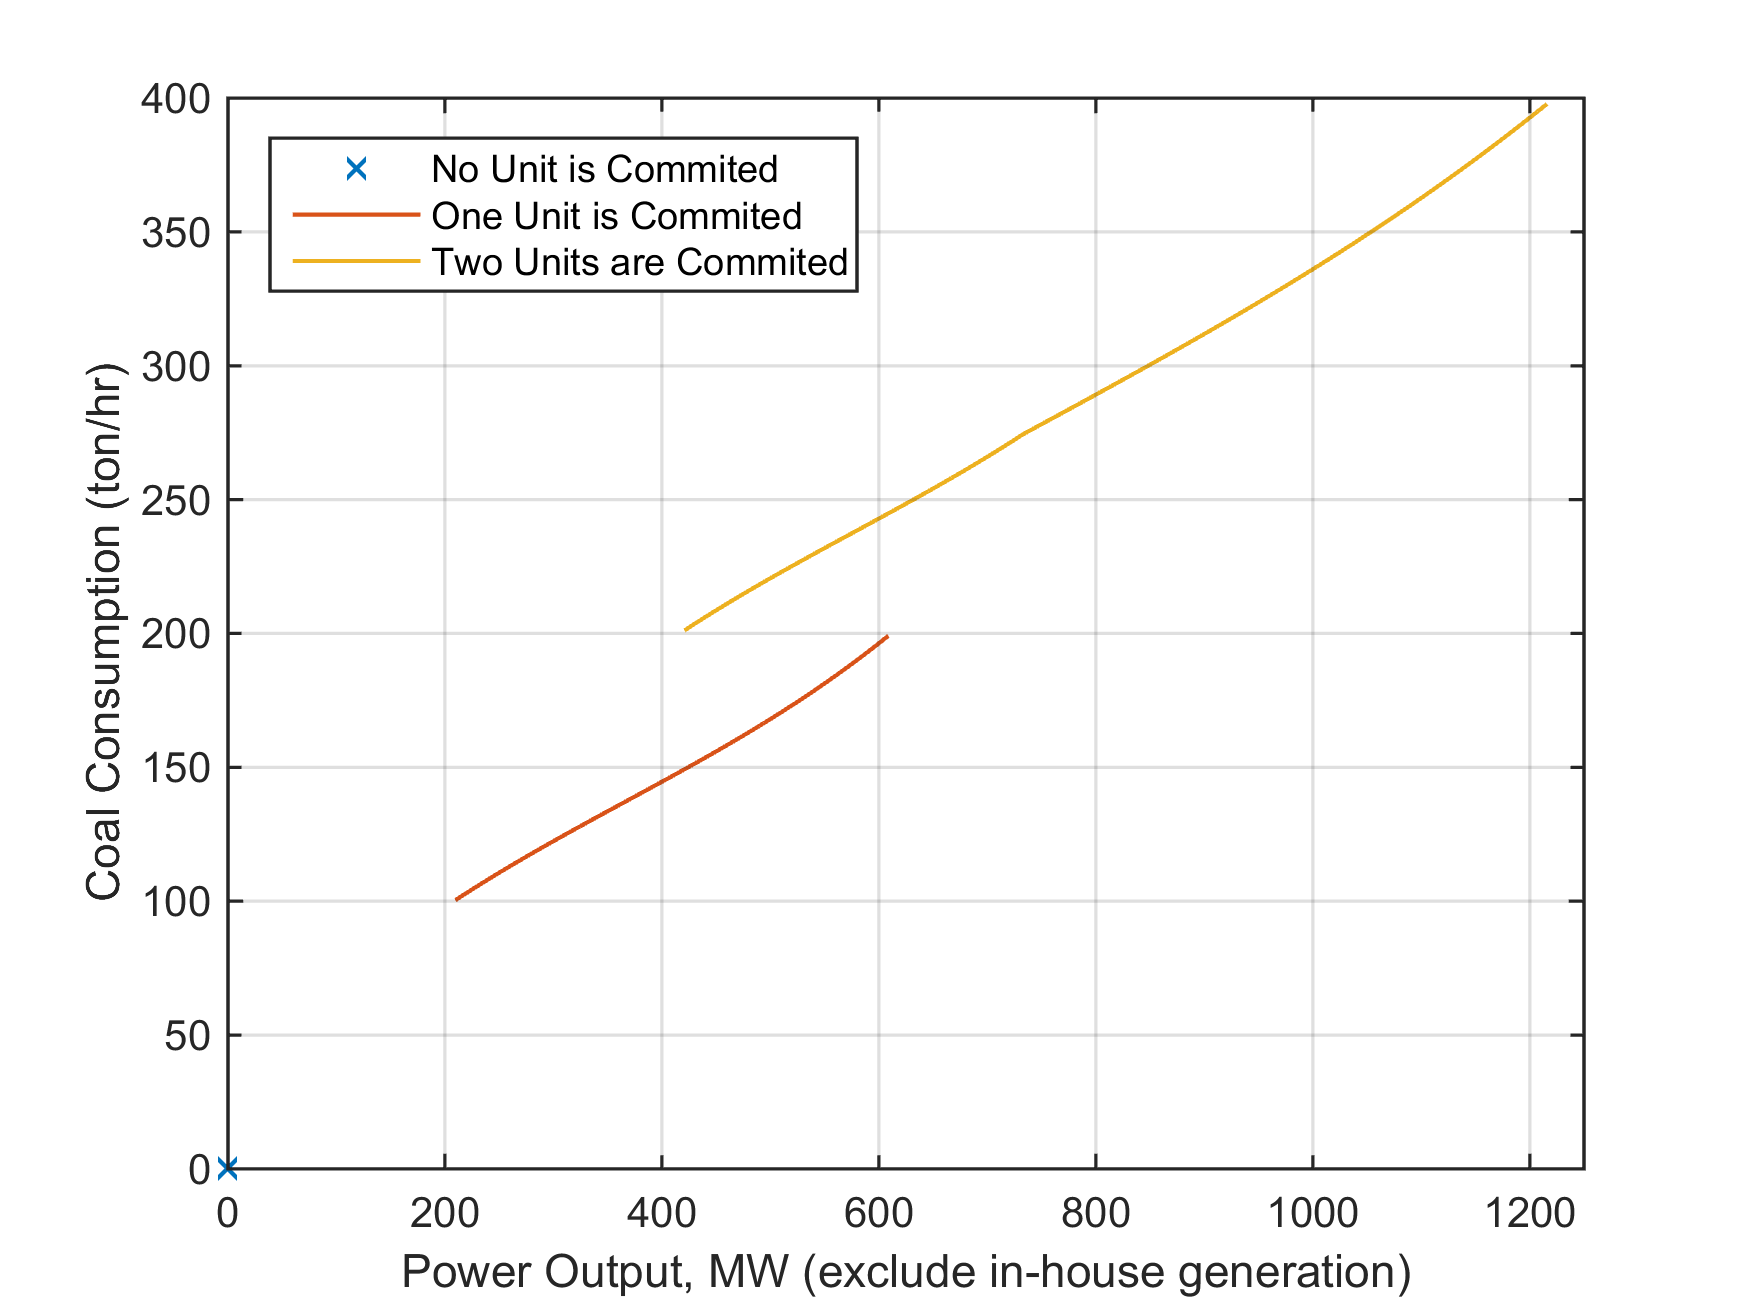 400
350
300
250
200
150
100
50
0
No Unit is Commited
One Unit is Commited
Two Units are Commited
Coal Consumption (ton/hr)
0 200 400 600 800 1000 1200
Power Output, MW (exclude in-house generation)